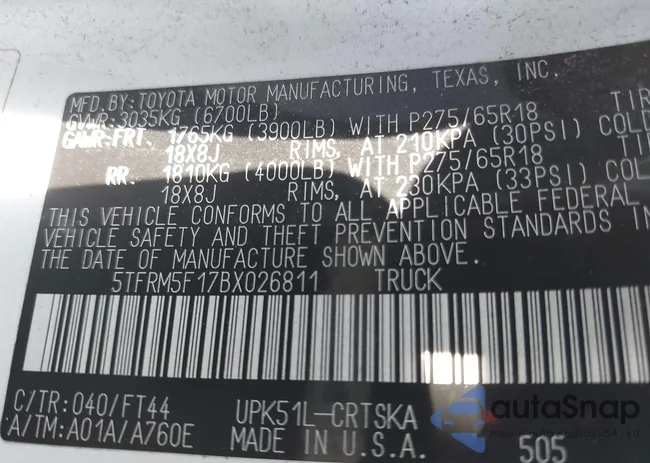 MFD.BY:TOYOTA MOTOR MANUFACTURING, TEXAS, INC.
GVWR:3035KG (6700LB)
GAWR:FRT. 1765KG (3900LB) WITH P275/65R18 TIR
18X8J RIMS, AT 210KPA (30PSI) COLD
RR. 1810KG (4000LB) WITH P275/65R18 TI
18X8J RIMS, AT 230KPA (33PSI) COL
THIS VEHICLE CONFORMS TO ALL APPLICABLE FEDERAL
VEHICLE SAFETY AND THEFT PREVENTION STANDARDS IN
THE DATE OF MANUFACTURE SHOWN ABOVE.
5TFRM5F17BX026811 TRUCK
C/TR:040/FT44 UPK51L-CRTSKA
A/TM:A01A/A760E MADE IN U.S.A. 505
autoSnap